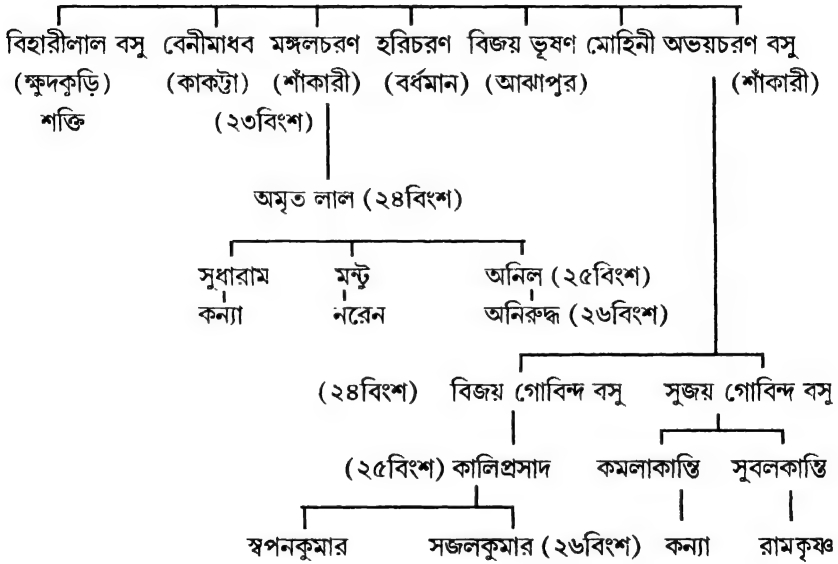 বিহারীলাল বসু বেনীমাধব মঙ্গলচরণ হরিচরণ বিজয় ভূষণ মোহিনী অভয়চরণ বসু
(ক্ষুদকুড়ি) (কাকট্টা) (শাঁকারী) (বর্ধমান) (আঝাপুর) (শাঁকারী)
শক্তি (২৩বিংশ)
অমৃত লাল (২৪বিংশ)
সুধারাম মন্টু অনিল (২৫বিংশ)
কন্যা নরেন অনিরুদ্ধ (২৬বিংশ)
(২৪বিংশ) বিজয় গোবিন্দ বসু সুজয় গোবিন্দ বসু
(২৫বিংশ) কালিপ্রসাদ কমলাকান্তি সুবলকান্তি
স্বপনকুমার সজলকুমার (২৬বিংশ) কন্যা রামকৃষ্ণ